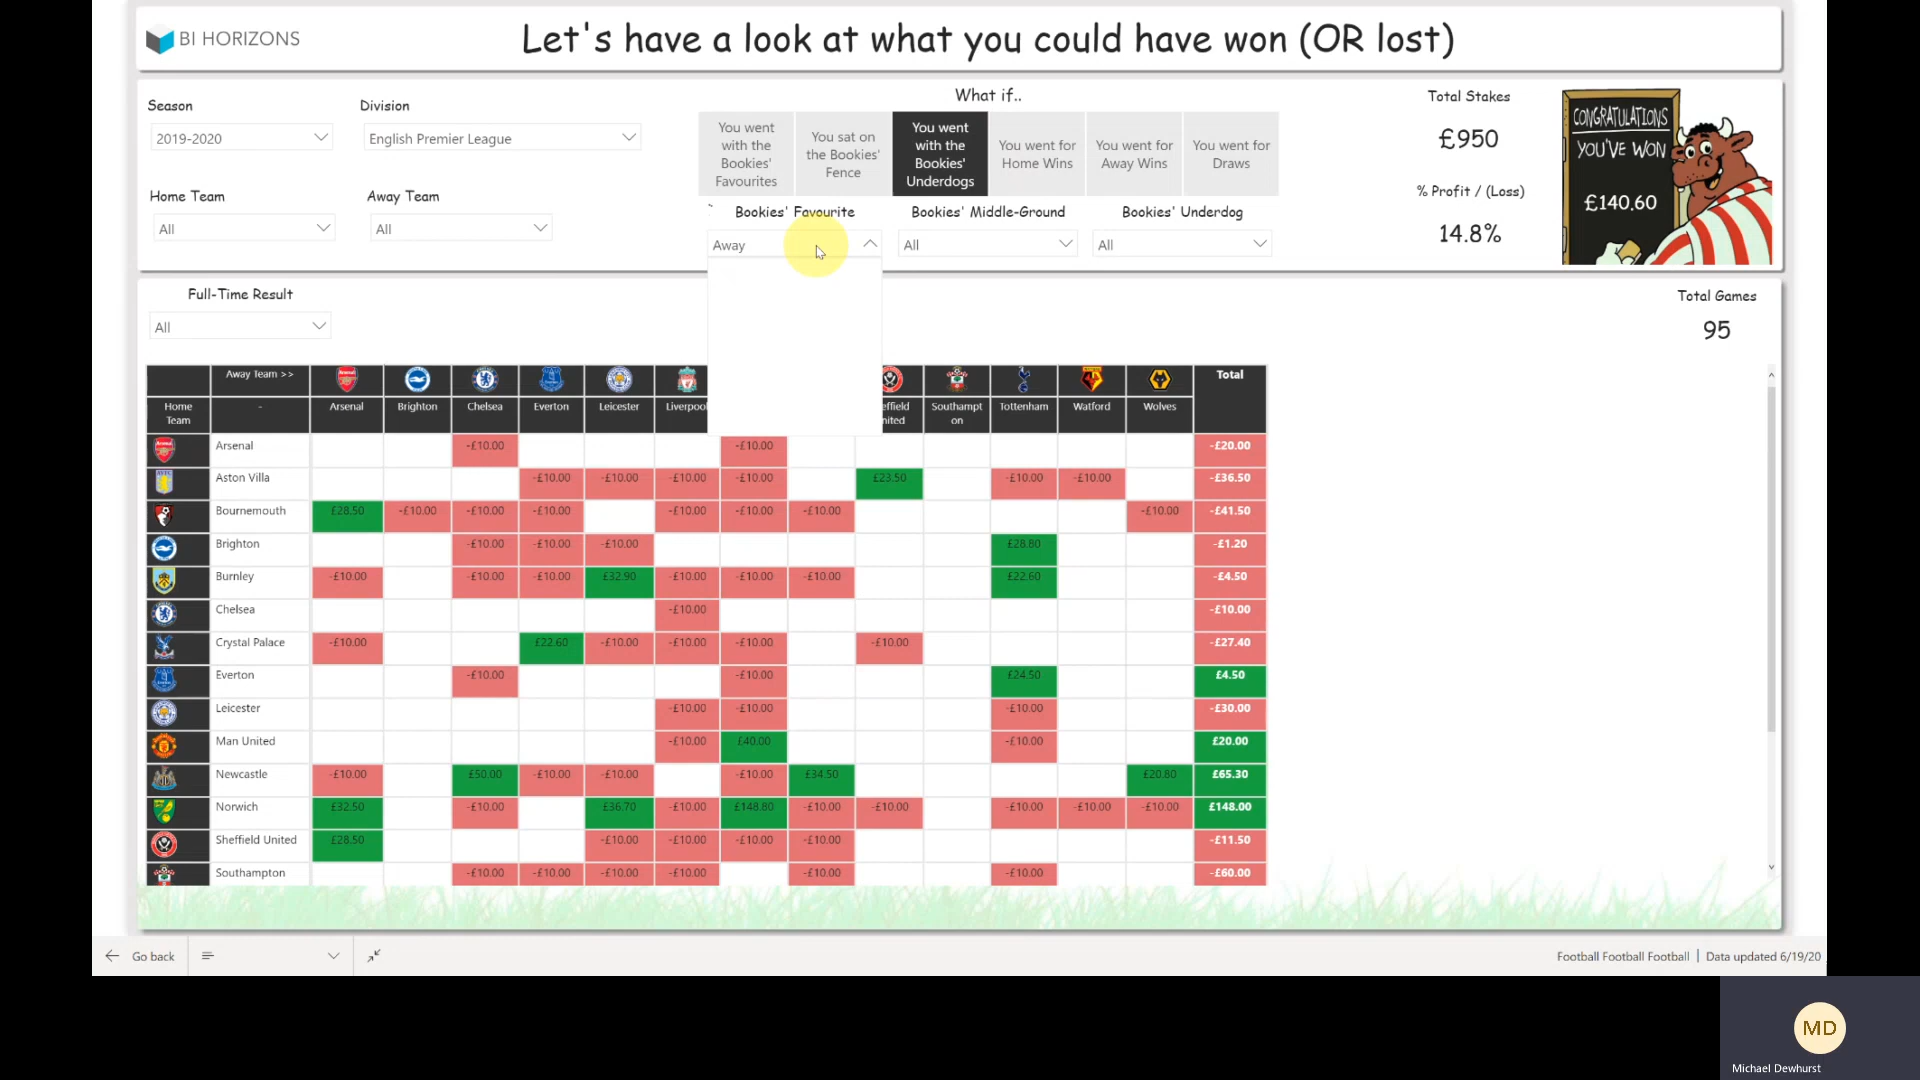 BI HORIZONS
Let's have a look at what you could have won (OR lost)
Season
Division
2019-2020
English Premier League
Home Team
Away Team
All
All
What if..
You went with the Bookies' Favourites
You sat on the Bookies' Fence
You went with the Bookies' Underdogs
You went for Home Wins
You went for Away Wins
You went for Draws
Bookies' Favourite
Bookies' Middle-Ground
Bookies' Underdog
Away
All
All
Total Stakes
£950
% Profit / (Loss)
14.8%
CONGRATULATIONS
YOU'VE WON
£140.60
Full-Time Result
All
Total Games
95
Away Team >>
Total
Home Team - Arsenal Brighton Chelsea Everton Leicester Liverpool effield nited Southampton Tottenham Watford Wolves
Arsenal -£10.00 -£10.00 -£20.00
Aston Villa -£10.00 -£10.00 -£10.00 -£10.00 £23.50 -£10.00 -£10.00 -£36.50
Bournemouth £28.50 -£10.00 -£10.00 -£10.00 -£10.00 -£10.00 -£10.00 -£10.00 -£41.50
Brighton -£10.00 -£10.00 -£10.00 £28.80 -£1.20
Burnley -£10.00 -£10.00 -£10.00 £32.90 -£10.00 -£10.00 -£10.00 £22.60 -£4.50
Chelsea -£10.00 -£10.00
Crystal Palace -£10.00 £22.60 -£10.00 -£10.00 -£10.00 -£10.00 -£27.40
Everton -£10.00 -£10.00 £24.50 £4.50
Leicester -£10.00 -£10.00 -£10.00 -£30.00
Man United -£10.00 £40.00 -£10.00 £20.00
Newcastle -£10.00 £50.00 -£10.00 -£10.00 -£10.00 £34.50 £20.80 £65.30
Norwich £32.50 -£10.00 £36.70 -£10.00 £148.80 -£10.00 -£10.00 -£10.00 -£10.00 -£10.00 £148.00
Sheffield United £28.50 -£10.00 -£10.00 -£10.00 -£10.00 -£11.50
Southampton -£10.00 -£10.00 -£10.00 -£10.00 -£10.00 -£10.00 -£60.00
Go back
Football Football Football | Data updated 6/19/20
MD
Michael Dewhurst